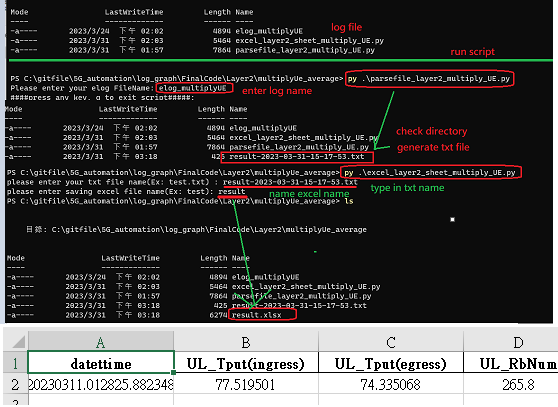 Mode LastWriteTime Length Name
-a---- 2023/3/24 下午 02:02 4894 elog_multiplyUE
-a---- 2023/3/31 下午 02:03 5464 excel_layer2_sheet_multiply_UE.py
-a---- 2023/3/31 下午 01:57 7864 parsefile_layer2_multiply_UE.py
log file
run script
PS C:\gitfile\5G_automation\log_graph\FinalCode\Layer2\multiplyUe_average> py .\parsefile_layer2_multiply_UE.py
Please enter your elog FileName: elog_multiplyUE
enter log name
####press any key. q to exit script#####:
Mode LastWriteTime Length Name
-a---- 2023/3/24 下午 02:02 4894 elog_multiplyUE
-a---- 2023/3/31 下午 02:03 5464 excel_layer2_sheet_multiply_UE.py
-a---- 2023/3/31 下午 01:57 7864 parsefile_layer2_multiply_UE.py
-a---- 2023/3/31 下午 03:18 425 result-2023-03-31-15-17-53.txt
check directory
generate txt file
PS C:\gitfile\5G_automation\log_graph\FinalCode\Layer2\multiplyUe_average> py .\excel_layer2_sheet_multiply_UE.py
please enter your txt file name(Ex: test.txt) : result-2023-03-31-15-17-53.txt
type in txt name
please enter saving excel file name(Ex: test): result
name excel name
PS C:\gitfile\5G_automation\log_graph\FinalCode\Layer2\multiplyUe_average> ls
目錄: C:\gitfile\5G_automation\log_graph\FinalCode\Layer2\multiplyUe_average
Mode LastWriteTime Length Name
---- ------------- ------ ----
-a---- 2023/3/24 下午 02:02 4894 elog_multiplyUE
-a---- 2023/3/31 下午 02:03 5464 excel_layer2_sheet_multiply_UE.py
-a---- 2023/3/31 下午 01:57 7864 parsefile_layer2_multiply_UE.py
-a---- 2023/3/31 下午 03:18 425 result-2023-03-31-15-17-53.txt
-a---- 2023/3/31 下午 03:18 6274 result.xlsx
A B C D
1 datettime UL_Tput(ingress) UL_Tput(egress) UL_RbNum
2 20230311.012825.882348 77.519501 74.335068 265.8